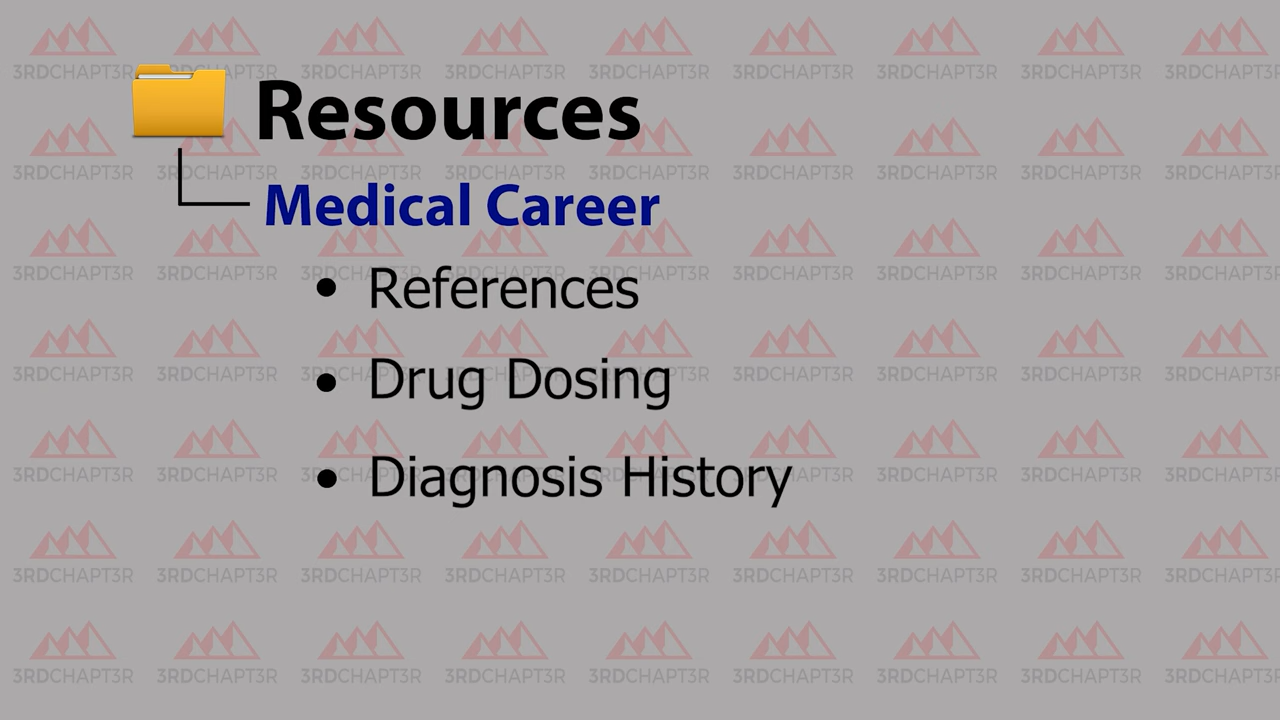 Resources
Medical Career
• References
• Drug Dosing
• Diagnosis History
3RDCHAPT3R